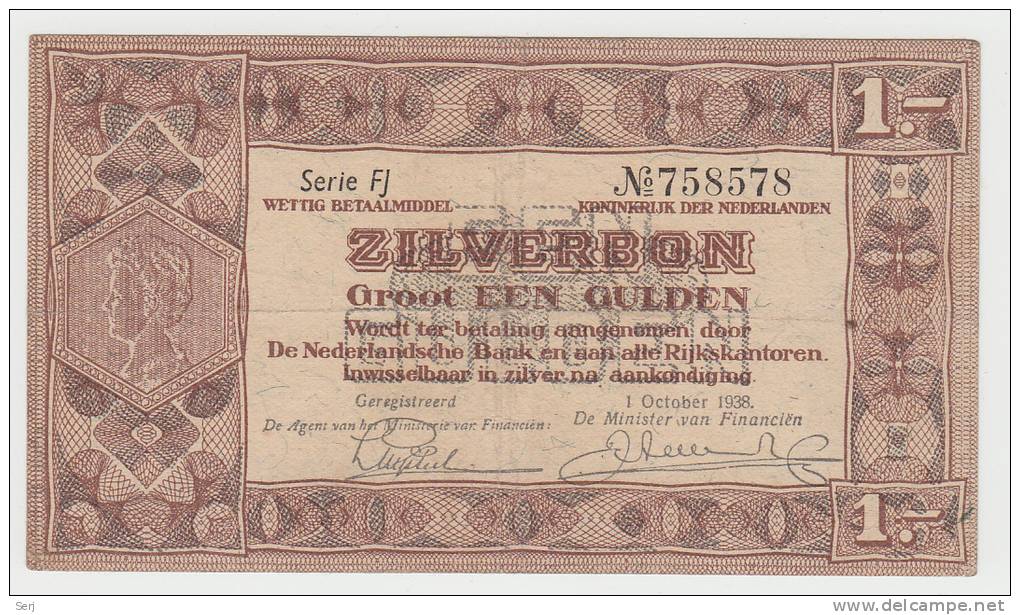 1.-
Serie FJ
№758578
WETTIG BETAALMIDDEL
KONINKRIJK DER NEDERLANDEN
ZILVERBON
Groot EEN GULDEN
Wordt ter betaling aangenomen door
De Nederlandsche Bank en aan alle Rijkskantoren.
Inwisselbaar in zilver na aankondiging.
Geregistreerd
1 October 1938.
De Agent van het Ministerie van Financiën:
De Minister van Financiën
1.-
Serj
www.delcampe.net